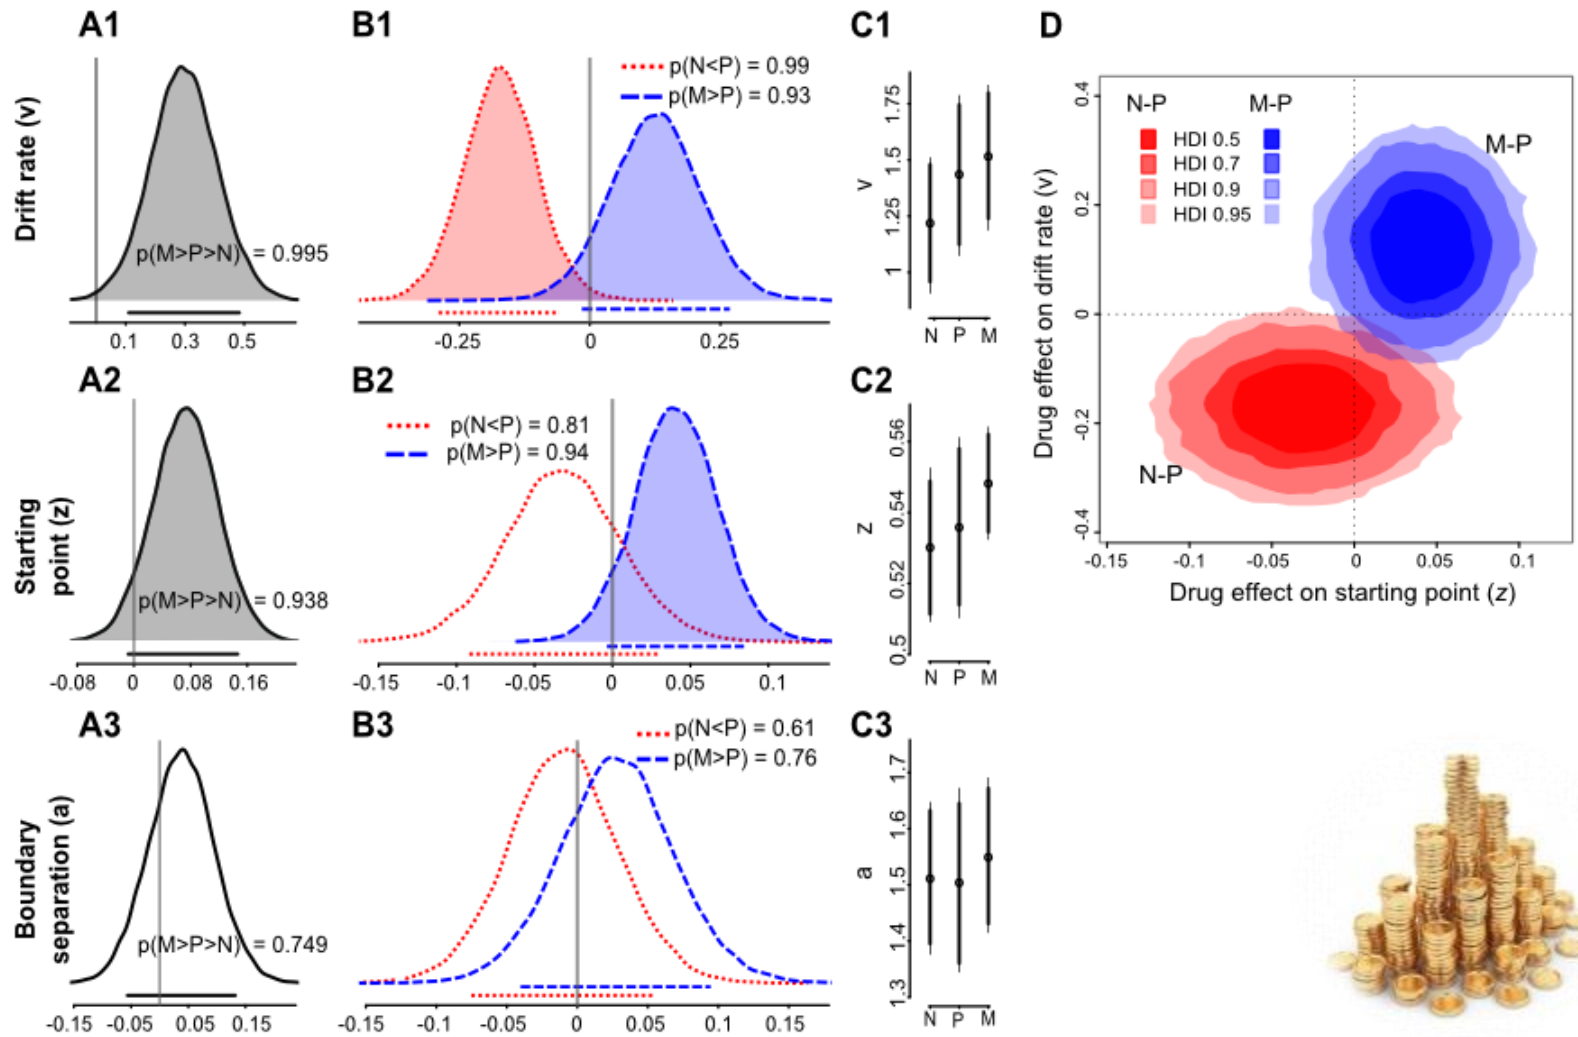 A1
B1
C1
D
Drift rate (v)
p(M>P>N) = 0.995
0.1 0.3 0.5
p(N<P) = 0.99
p(M>P) = 0.93
-0.25 0 0.25
v
1 1.25 1.5 1.75
N P M
N-P M-P
HDI 0.5
HDI 0.7
HDI 0.9
HDI 0.95
M-P
N-P
Drug effect on drift rate (v)
0.4
0.2
0
-0.2
-0.4
-0.15 -0.1 -0.05 0 0.05 0.1
Drug effect on starting point (z)
A2
B2
C2
Starting
point (z)
p(M>P>N) = 0.938
-0.08 0 0.08 0.16
p(N<P) = 0.81
p(M>P) = 0.94
-0.15 -0.1 -0.05 0 0.05 0.1
z
0.5 0.52 0.54 0.56
N P M
A3
B3
C3
Boundary
separation (a)
p(M>P>N) = 0.749
-0.15 -0.05 0.05 0.15
p(N<P) = 0.61
p(M>P) = 0.76
-0.15 -0.1 -0.05 0 0.05 0.1 0.15
a
1.3 1.4 1.5 1.6 1.7
N P M